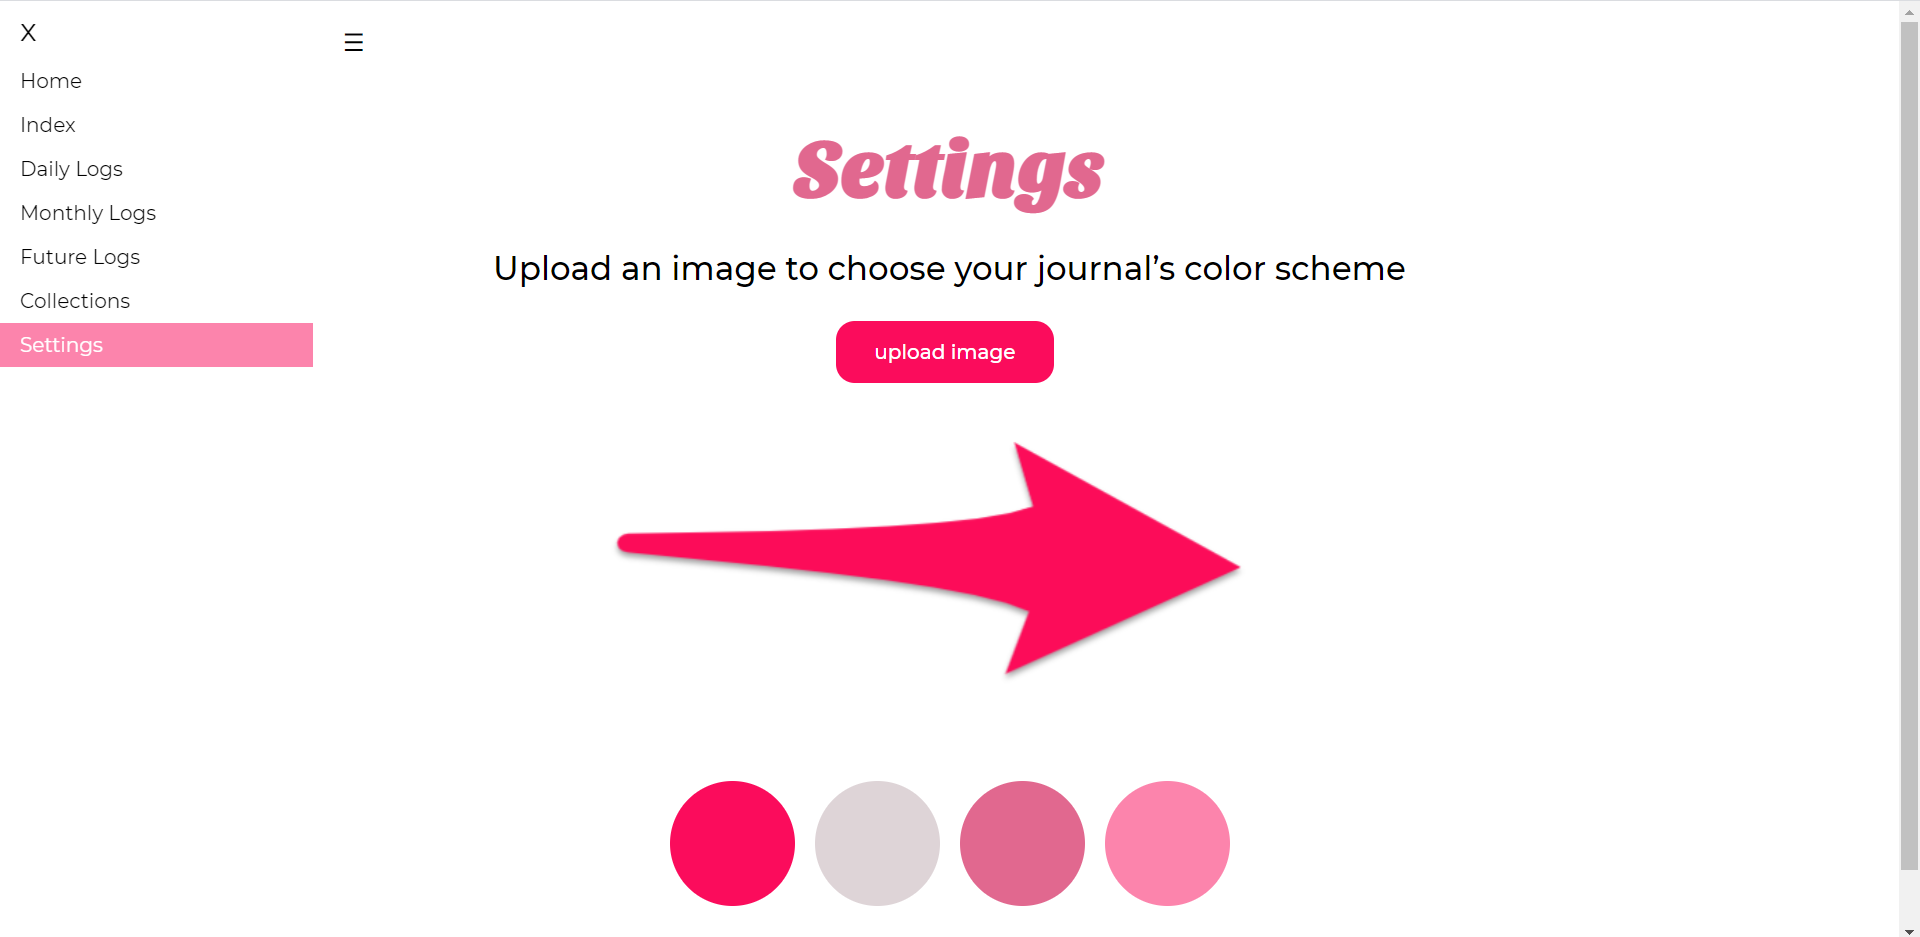 X
Home
Index
Daily Logs
Monthly Logs
Future Logs
Collections
Settings
Settings
Upload an image to choose your journal’s color scheme
upload image